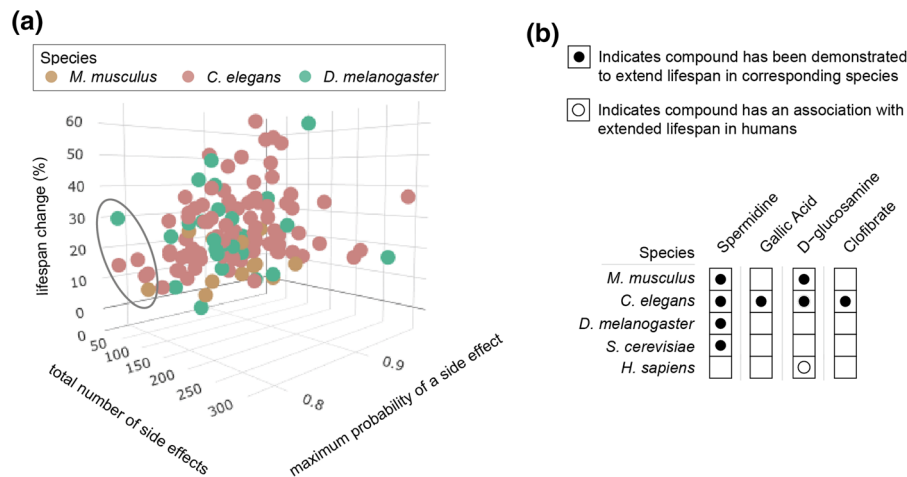 (a)
Species
M. musculus C. elegans D. melanogaster
lifespan change (%)
60
50
40
30
20
10
0
0
50
100
150
200
250
300
total number of side effects
0.8
0.9
maximum probability of a side effect
(b)
Indicates compound has been demonstrated
to extend lifespan in corresponding species
Indicates compound has an association with
extended lifespan in humans
Spermidine
Gallic Acid
D-glucosamine
Clofibrate
Species
M. musculus
C. elegans
D. melanogaster
S. cerevisiae
H. sapiens